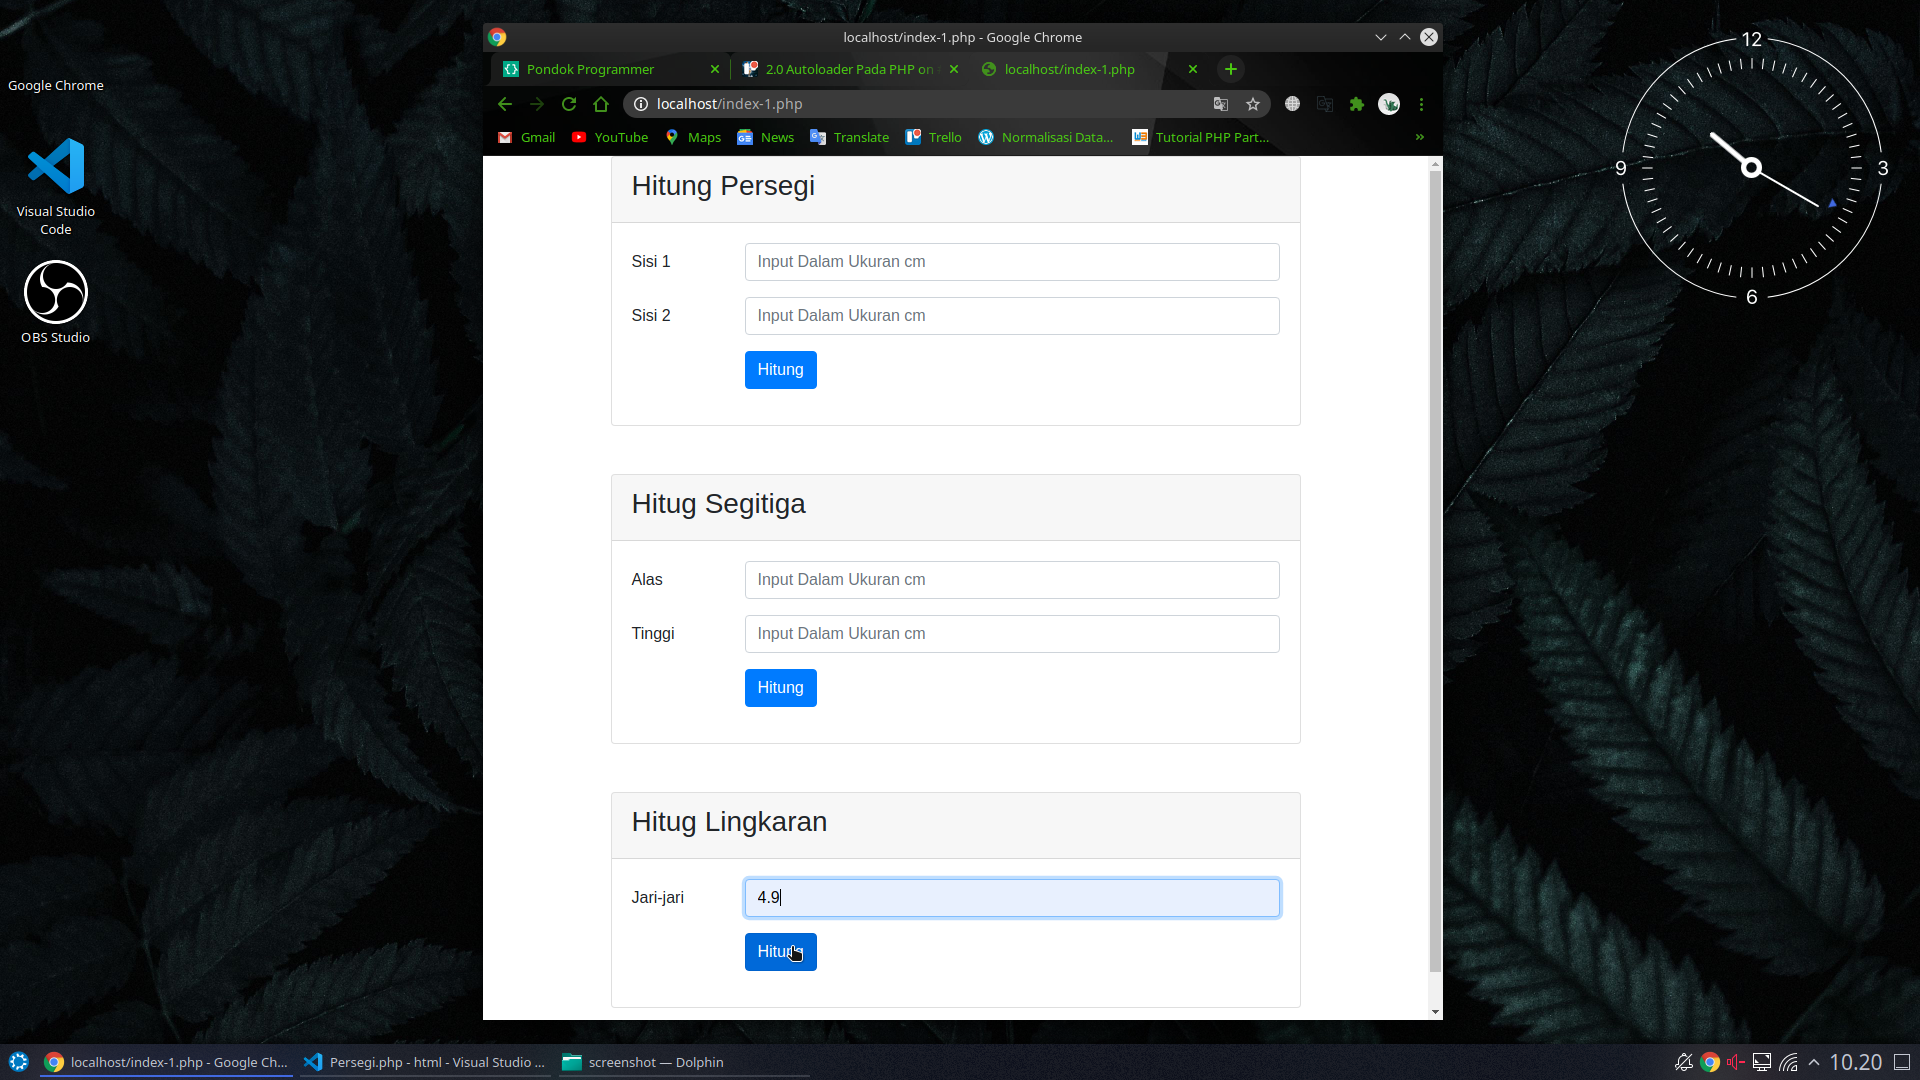 localhost/index-1.php - Google Chrome
Pondok Programmer
2.0 Autoloader Pada PHP on
localhost/index-1.php
localhost/index-1.php
Gmail
YouTube
Maps
News
Translate
Trello
Normalisasi Data...
Tutorial PHP Part...
»
Google Chrome
Visual Studio
Code
OBS Studio
12
3
6
9
Hitung Persegi
Sisi 1
Input Dalam Ukuran cm
Sisi 2
Input Dalam Ukuran cm
Hitung
Hitug Segitiga
Alas
Input Dalam Ukuran cm
Tinggi
Input Dalam Ukuran cm
Hitung
Hitug Lingkaran
Jari-jari
4.9
Hitung
localhost/index-1.php - Google Ch...
Persegi.php - html - Visual Studio ...
screenshot — Dolphin
10.20